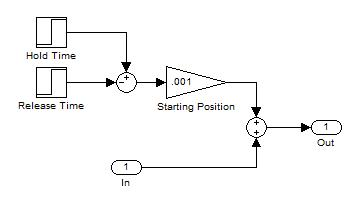 Hold Time
+
−
Release Time
.001
Starting Position
+
+
1
Out
1
In